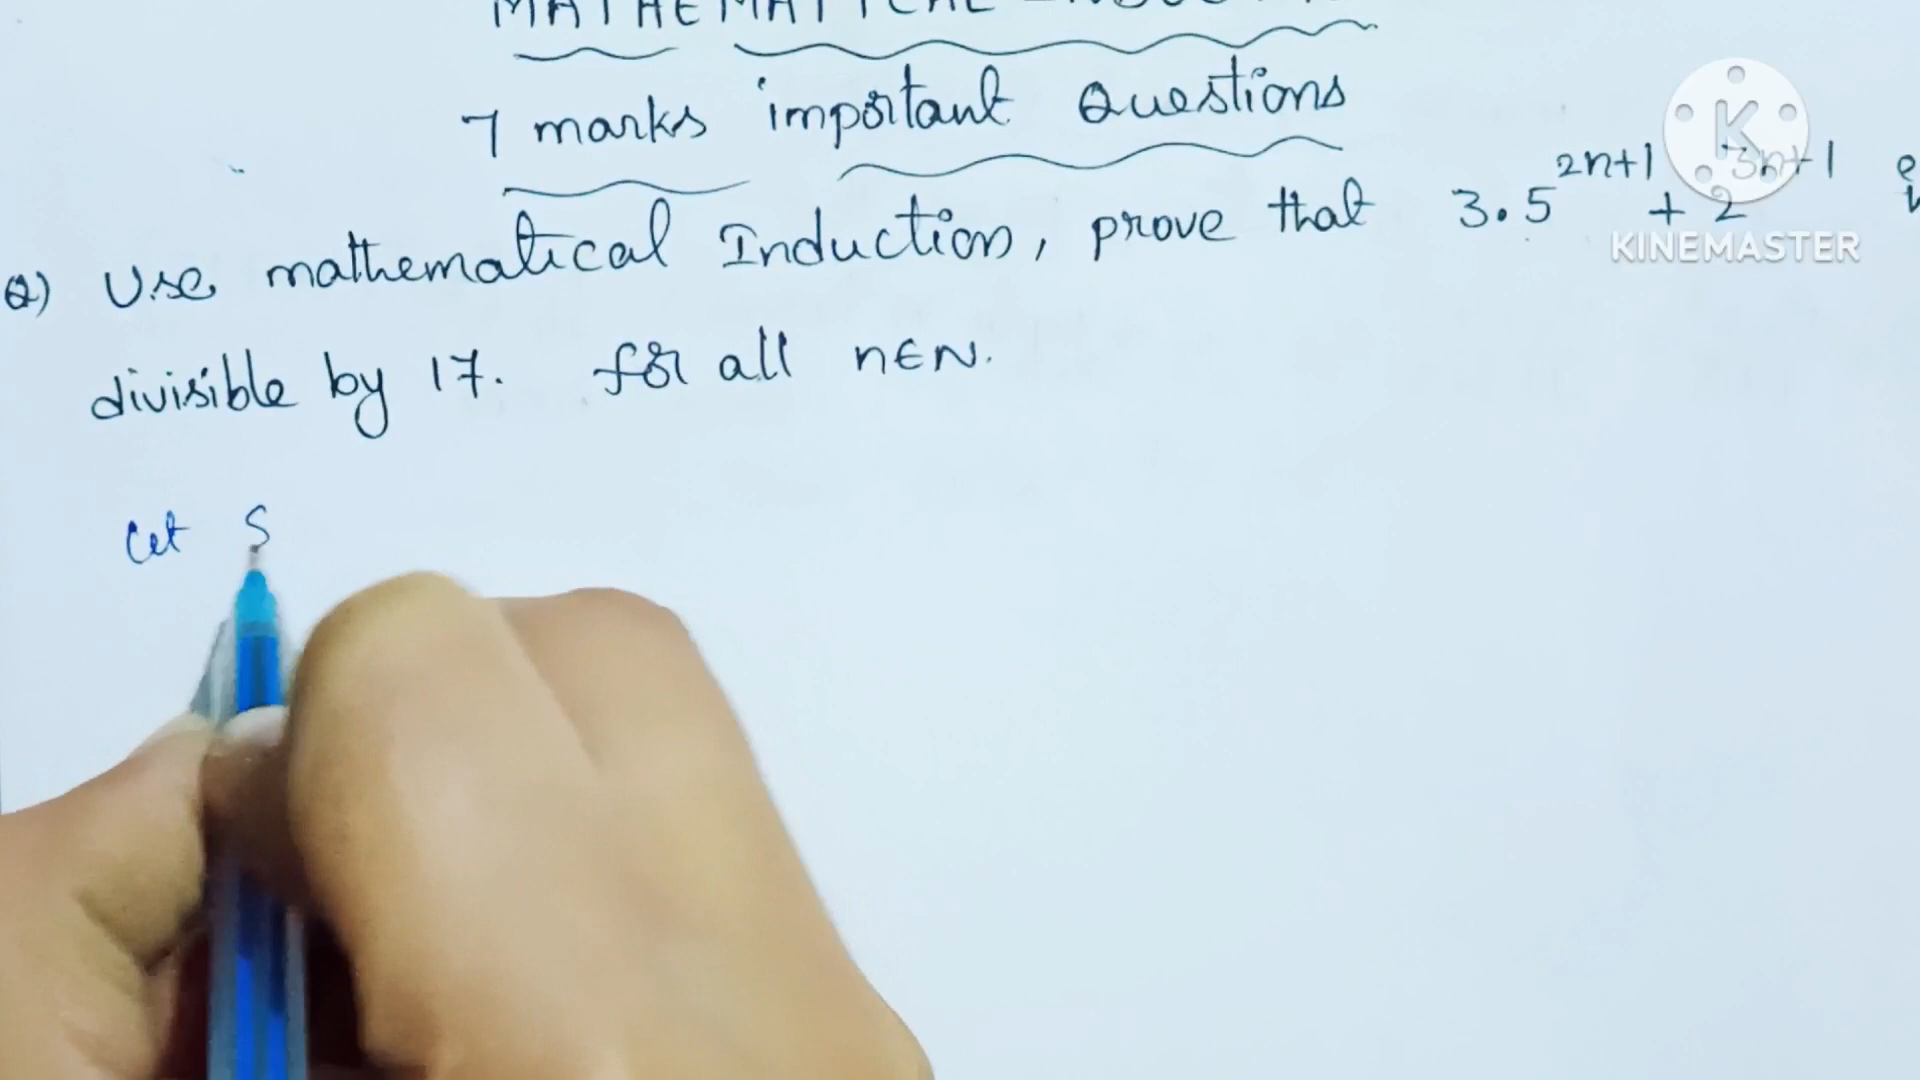 MATHEMATICAL INDUCTION
7 marks important Questions
Q) Use mathematical Induction, prove that 3.5^{2n+1} + 2^{3n+1}
divisible by 17. for all n∈N.
Let S
K
KINEMASTER